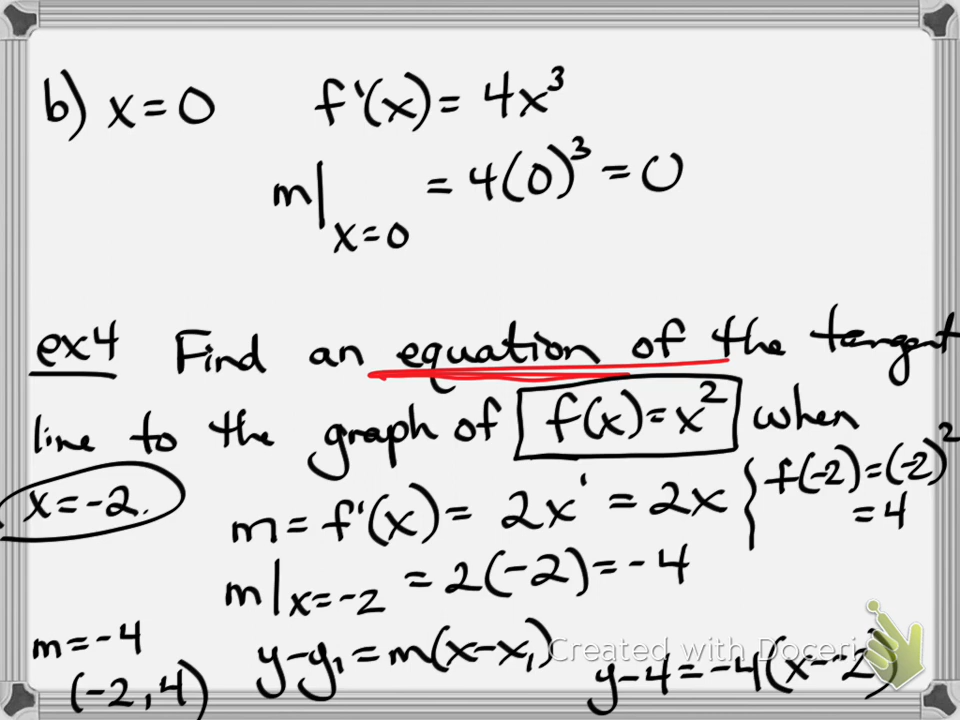 b) x=0 f'(x)= 4x³
m|x=0 = 4(0)³ = 0
ex4 Find an equation of the tangent
line to the graph of f(x)=x² when
x=-2. m = f'(x) = 2x¹ = 2x { f(-2)=(-2)²
= 4
m|x=-2 = 2(-2) = -4
m=-4
(-2,4) y-y₁ = m(x-x₁) y-4=-4(x--2)
Created with Doceri